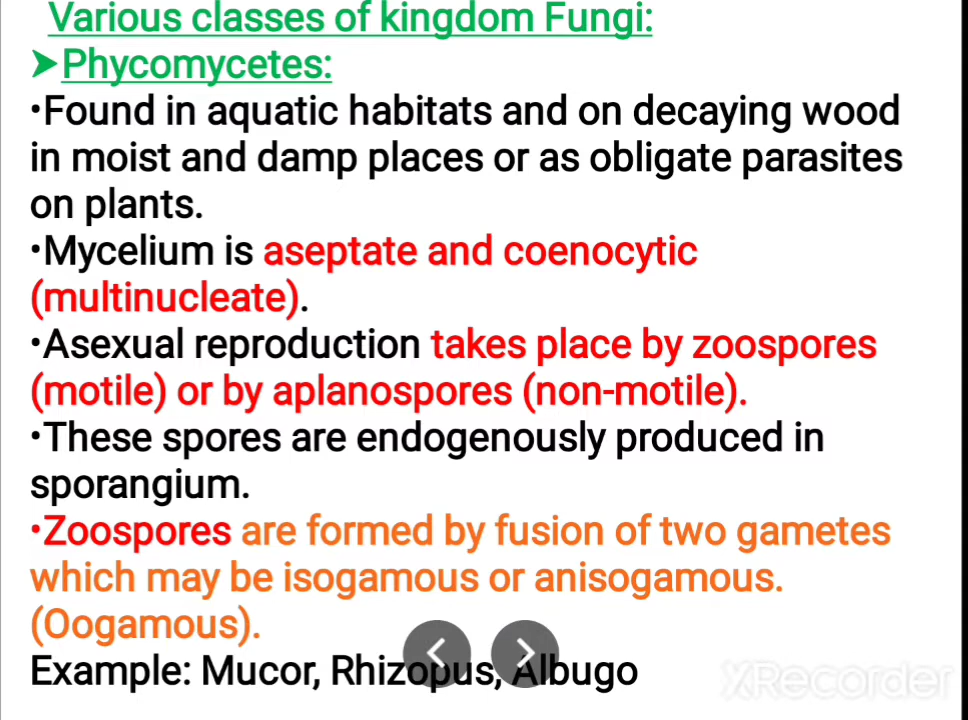 Various classes of kingdom Fungi:
➤Phycomycetes:
•Found in aquatic habitats and on decaying wood
in moist and damp places or as obligate parasites
on plants.
•Mycelium is aseptate and coenocytic
(multinucleate).
•Asexual reproduction takes place by zoospores
(motile) or by aplanospores (non-motile).
•These spores are endogenously produced in
sporangium.
•Zoospores are formed by fusion of two gametes
which may be isogamous or anisogamous.
(Oogamous).
Example: Mucor, Rhizopus, Albugo
XRecorder